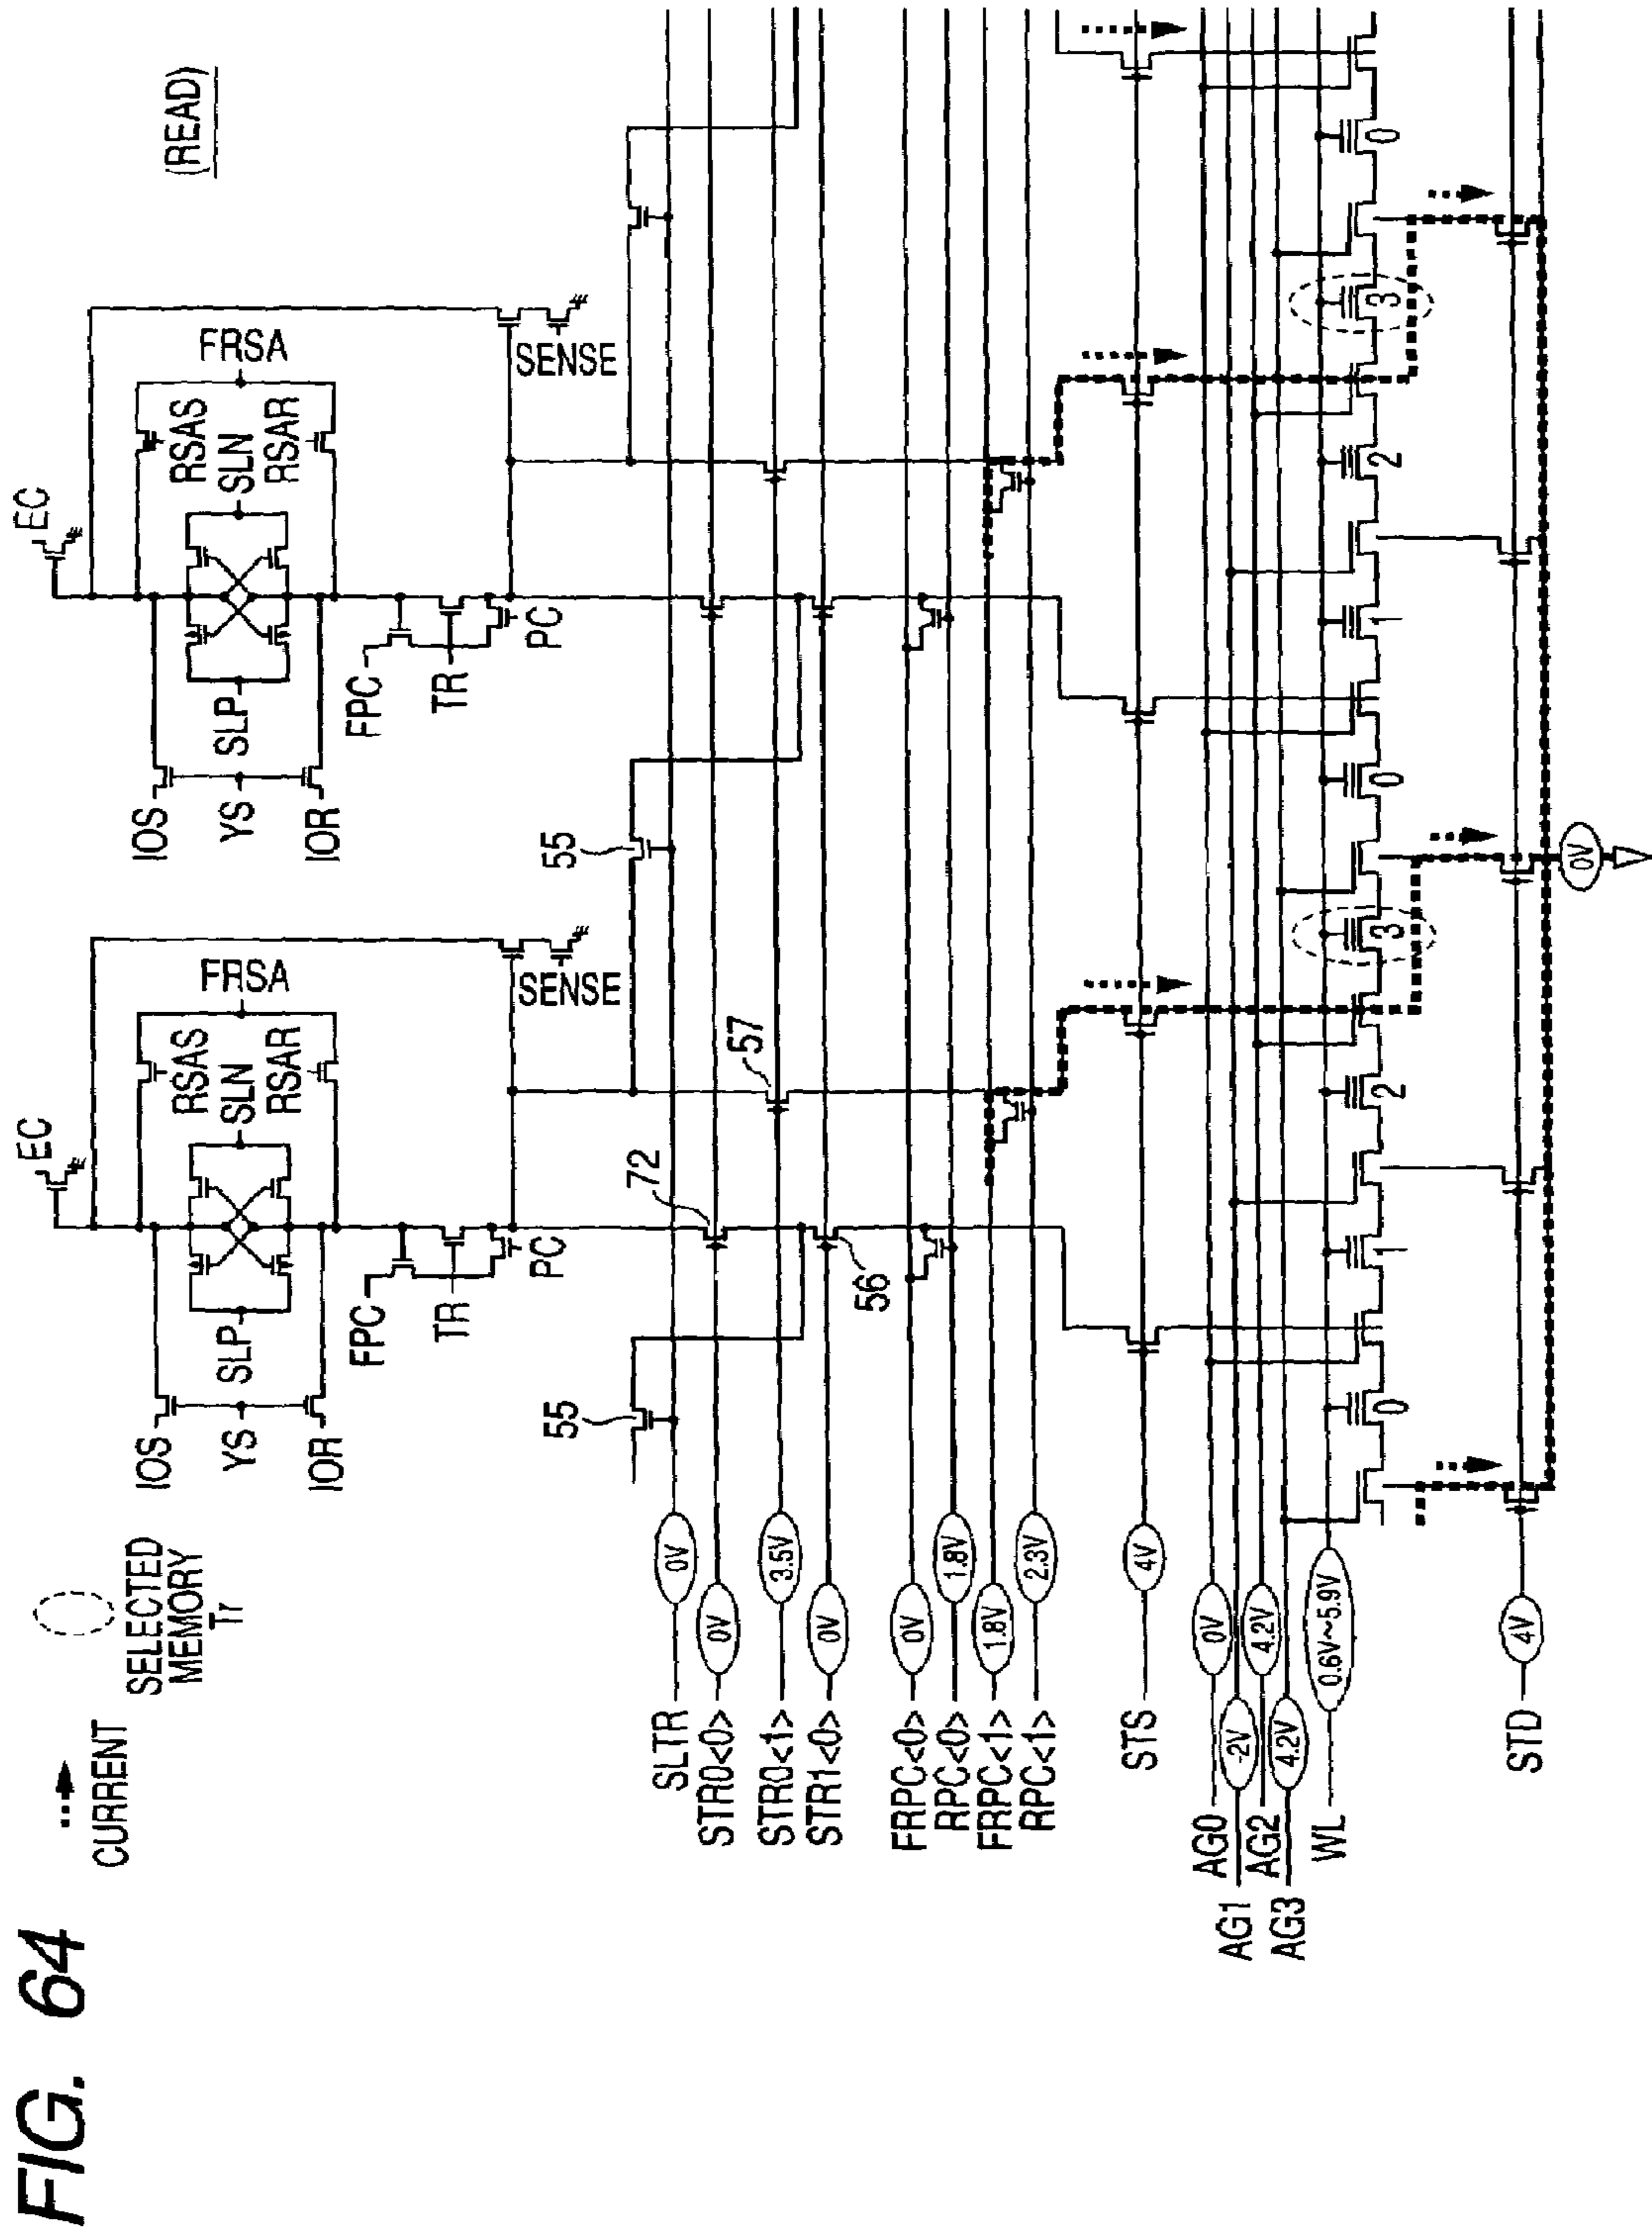 FIG. 64
CURRENT
SELECTED
MEMORY
Tr
(READ)
EC
IOS
YS
IOR
SLP
RSAS
SLN
RSAR
FRSA
FPC
TR
PC
SENSE
EC
IOS
YS
IOR
SLP
RSAS
SLN
RSAR
FRSA
FPC
TR
PC
SENSE
55
72
57
55
56
SLTR 0V
STR0<0> 0V
STR0<1> 3.5V
STR1<0> 0V
FRPC<0> 0V
RPC<0> 1.8V
FRPC<1> 1.8V
RPC<1> 2.3V
STS 4V
AG0 0V
AG1 -2V
AG2 4.2V
AG3 4.2V
WL 0.6V~5.9V
0 1 2 3 0 1 2 3 0
STD 4V
0V